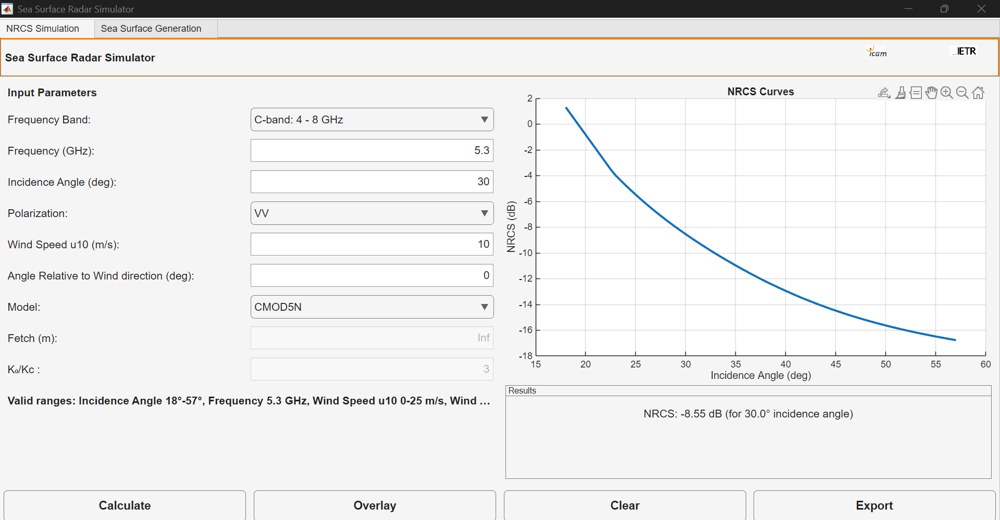 Sea Surface Radar Simulator
NRCS Simulation
Sea Surface Generation
Sea Surface Radar Simulator
icam
IETR
Input Parameters
Frequency Band:
C-band: 4 - 8 GHz
Frequency (GHz):
5.3
Incidence Angle (deg):
30
Polarization:
VV
Wind Speed u10 (m/s):
10
Angle Relative to Wind direction (deg):
0
Model:
CMOD5N
Fetch (m):
Inf
K₀/Kc :
3
Valid ranges: Incidence Angle 18°-57°, Frequency 5.3 GHz, Wind Speed u10 0-25 m/s, Wind ...
NRCS Curves
NRCS (dB)
2
0
-2
-4
-6
-8
-10
-12
-14
-16
-18
15
20
25
30
35
40
45
50
55
60
Incidence Angle (deg)
Results
NRCS: -8.55 dB (for 30.0° incidence angle)
Calculate
Overlay
Clear
Export